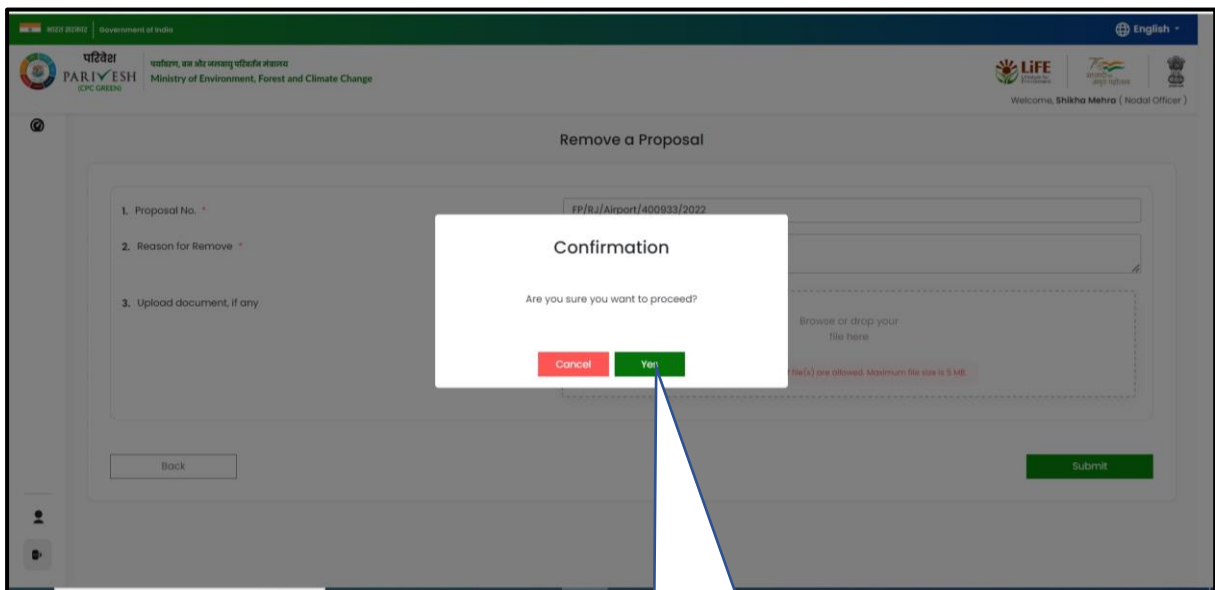 भारत सरकार Government of India
English
परिवेश
PARIVESH
(CPC GREEN)
पर्यावरण, वन और जलवायु परिवर्तन मंत्रालय
Ministry of Environment, Forest and Climate Change
LiFE
Welcome, Shikha Mehra ( Nodal Officer )
Remove a Proposal
1. Proposal No. *
FP/RJ/Airport/400933/2022
2. Reason for Remove *
3. Upload document, if any
Browse or drop your
file here
file(s) are allowed. Maximum file size is 5 MB
Confirmation
Are you sure you want to proceed?
Cancel Yes
Back Submit